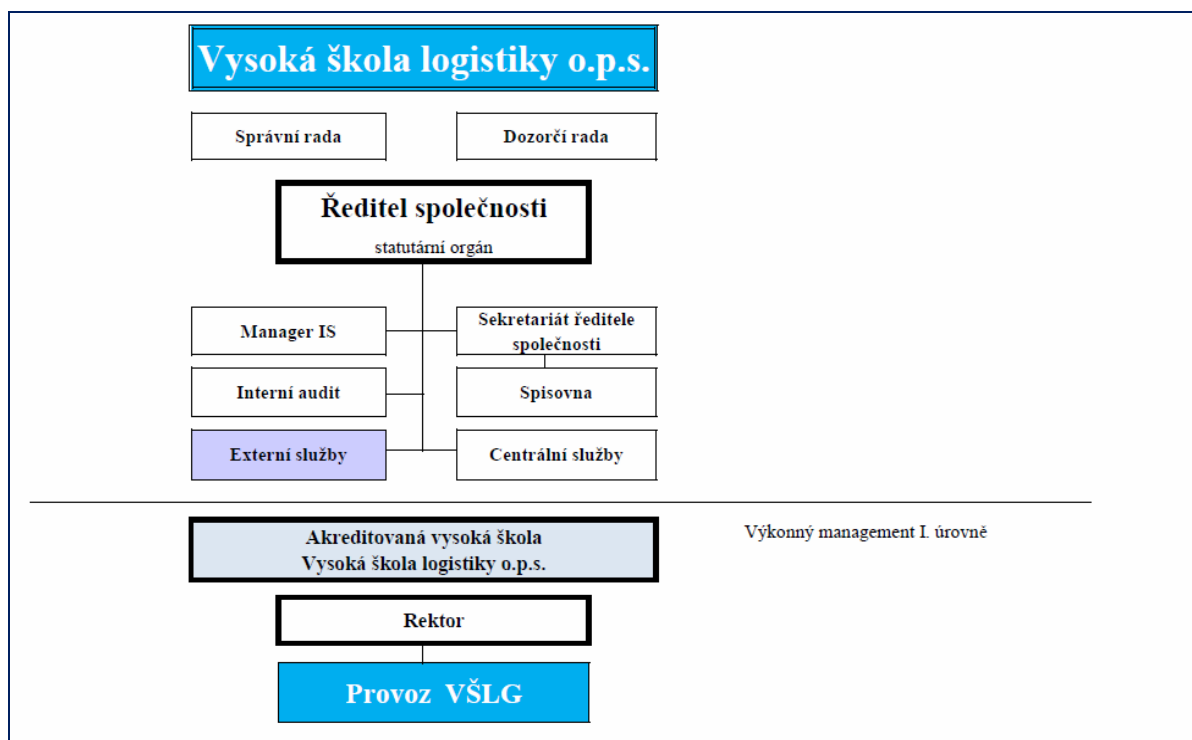 Vysoká škola logistiky o.p.s.
Správní rada
Dozorčí rada
Ředitel společnosti
statutární orgán
Manager IS
Sekretariát ředitele
společnosti
Interní audit
Spisovna
Externí služby
Centrální služby
Akreditovaná vysoká škola
Vysoká škola logistiky o.p.s.
Výkonný management I. úrovně
Rektor
Provoz VŠLG